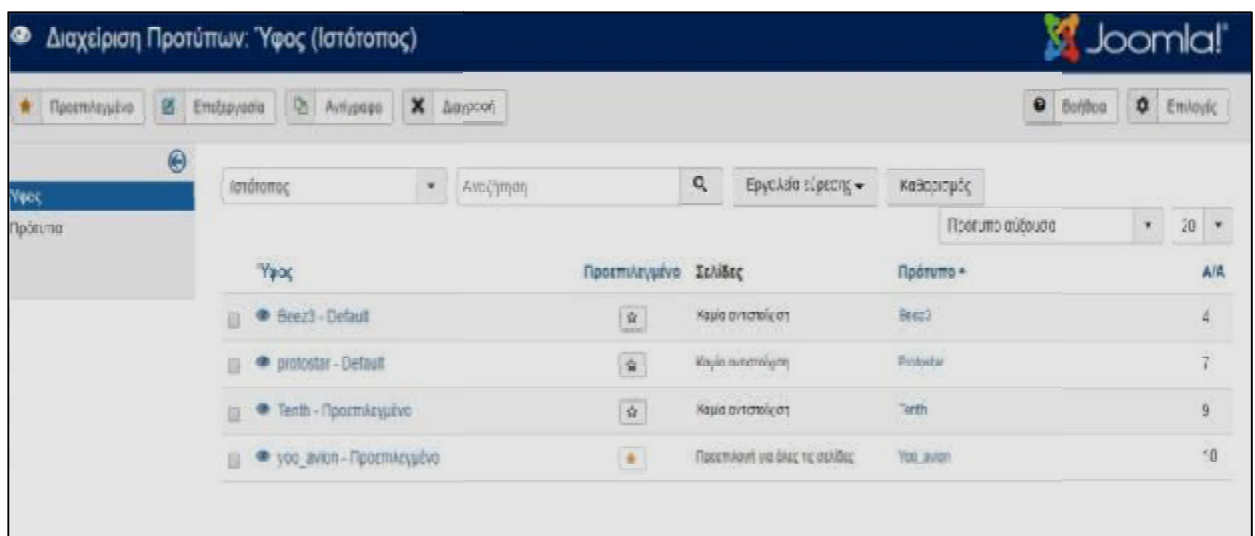 Διαχείριση Προτύπων: Ύφος (Ιστότοπος)
Joomla!
Προεπιλεγμένο Επεξεργασία Αντίγραφο Διαγραφή Βοήθεια Επιλογές
Ιστότοπος Αναζήτηση Εργαλεία εύρεσης Καθαρισμός
Ύφος
Πρότυπα
Πρότυπο αύξουσα 20
Ύφος Προεπιλεγμένο Σελίδες Πρότυπο Α/Α
Beez3 - Default Καμία αντιστοίχιση Beez3 4
protostar - Default Καμία αντιστοίχιση Protostar 7
Tenth - Προεπιλεγμένο Καμία αντιστοίχιση Tenth 9
yoo_avion - Προεπιλεγμένο Προεπιλογή για όλες τις σελίδες Yoo_avion 10